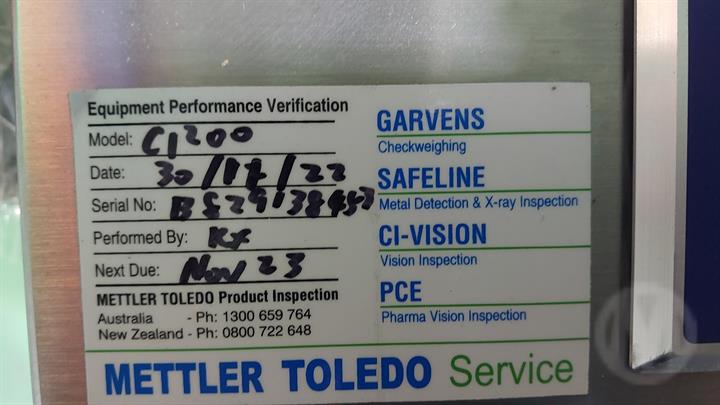 Equipment Performance Verification
Model: C1200
Date: 30/11/22
Serial No:
Performed By:
Next Due: Nov 23
METTLER TOLEDO Product Inspection
Australia - Ph: 1300 659 764
New Zealand - Ph: 0800 722 648
GARVENS
Checkweighing
SAFELINE
Metal Detection & X-ray Inspection
CI-VISION
Vision Inspection
PCE
Pharma Vision Inspection
METTLER TOLEDO Service